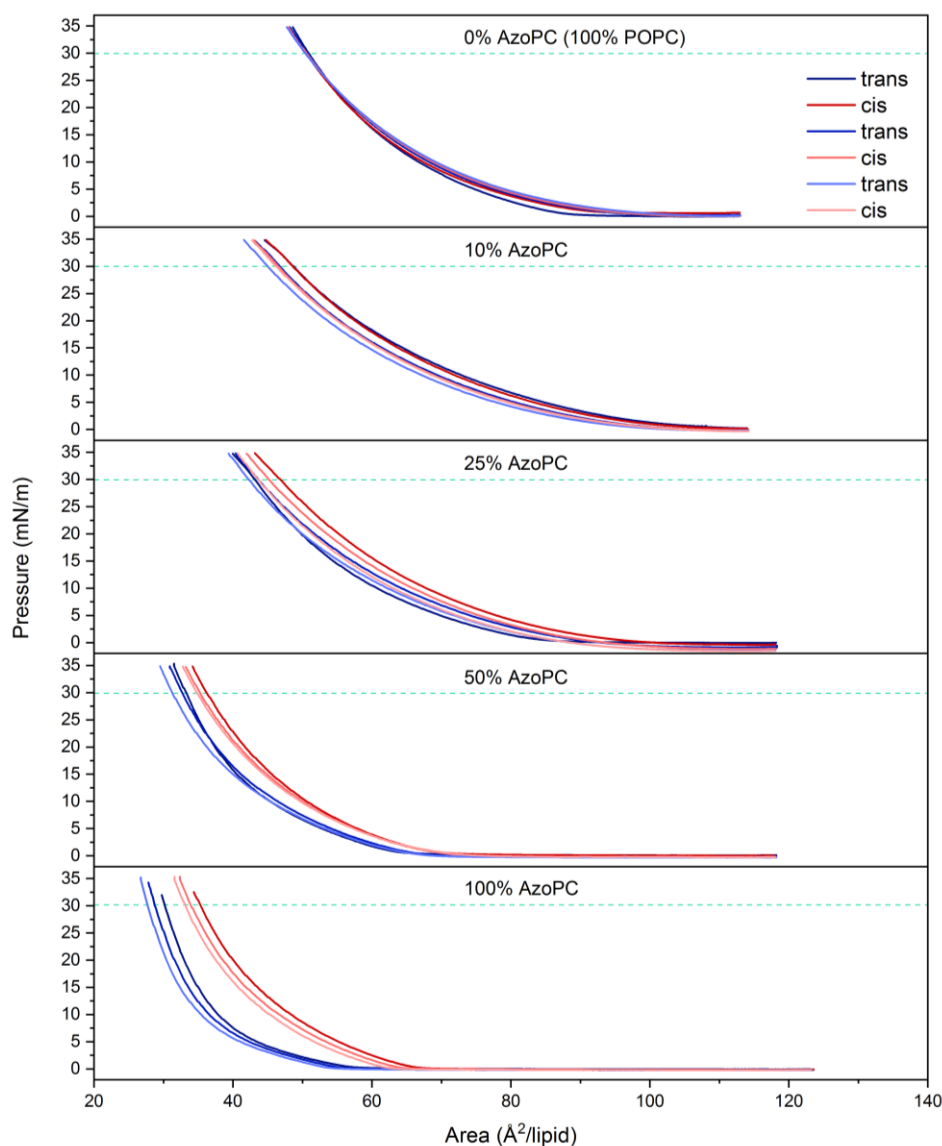 0% AzoPC (100% POPC)
trans
cis
trans
cis
trans
cis
35
30
25
20
15
10
5
0
10% AzoPC
35
30
25
20
15
10
5
0
25% AzoPC
35
30
25
20
15
10
5
0
50% AzoPC
35
30
25
20
15
10
5
0
100% AzoPC
35
30
25
20
15
10
5
0
Pressure (mN/m)
20 40 60 80 100 120 140
Area (Å²/lipid)